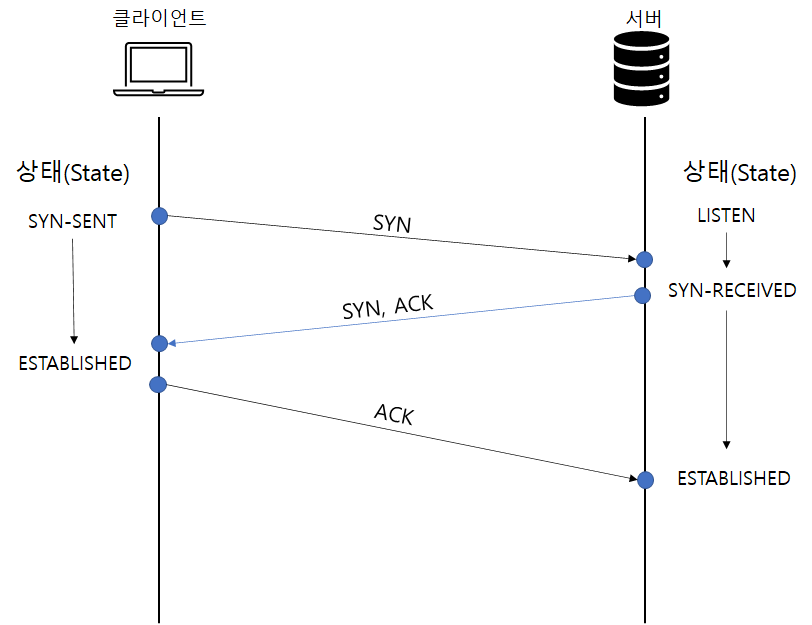 클라이언트
서버
상태(State)
상태(State)
SYN-SENT
LISTEN
SYN
SYN-RECEIVED
SYN, ACK
ESTABLISHED
ACK
ESTABLISHED